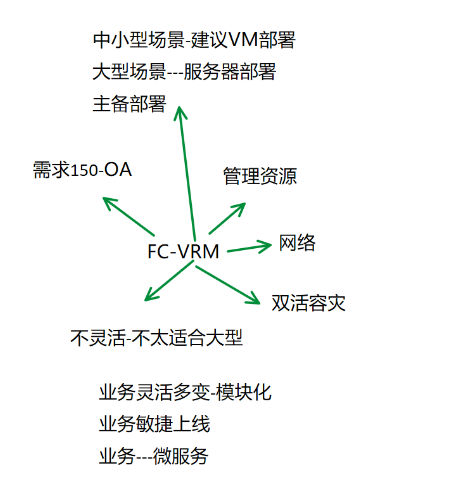 中小型场景-建议VM部署
大型场景---服务器部署
主备部署
需求150-OA
管理资源
网络
FC-VRM
双活容灾
不灵活-不太适合大型
业务灵活多变-模块化
业务敏捷上线
业务---微服务